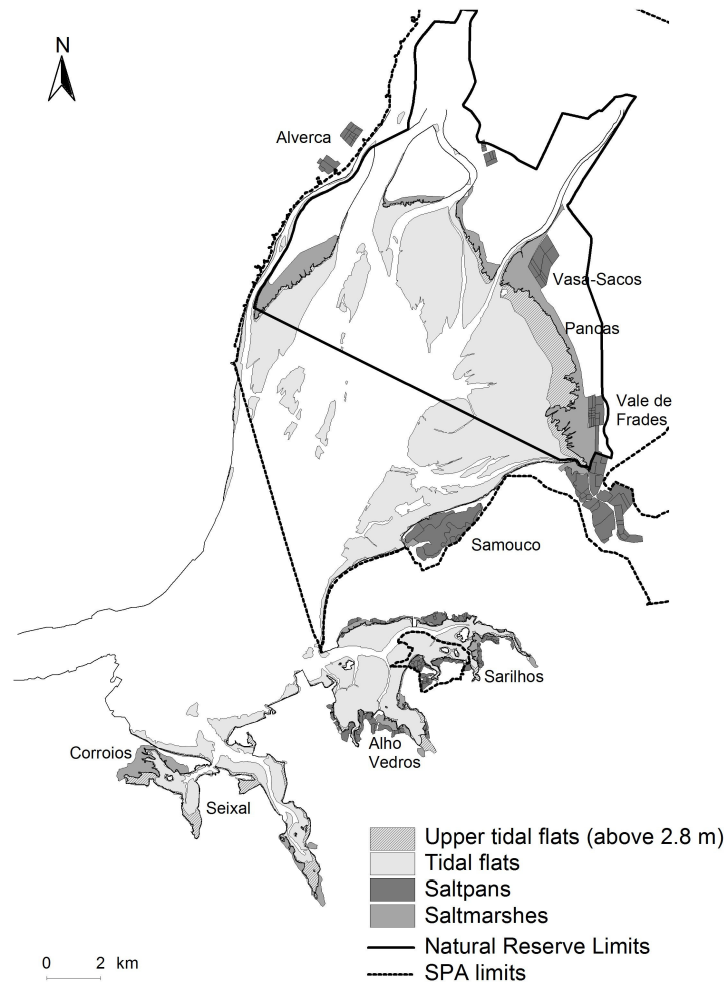 N
Alverca
Vasa-Sacos
Pancas
Vale de
Frades
Samouco
Sarilhos
Alho
Vedros
Corroios
Seixal
Upper tidal flats (above 2.8 m)
Tidal flats
Saltpans
Saltmarshes
Natural Reserve Limits
SPA limits
0 2 km